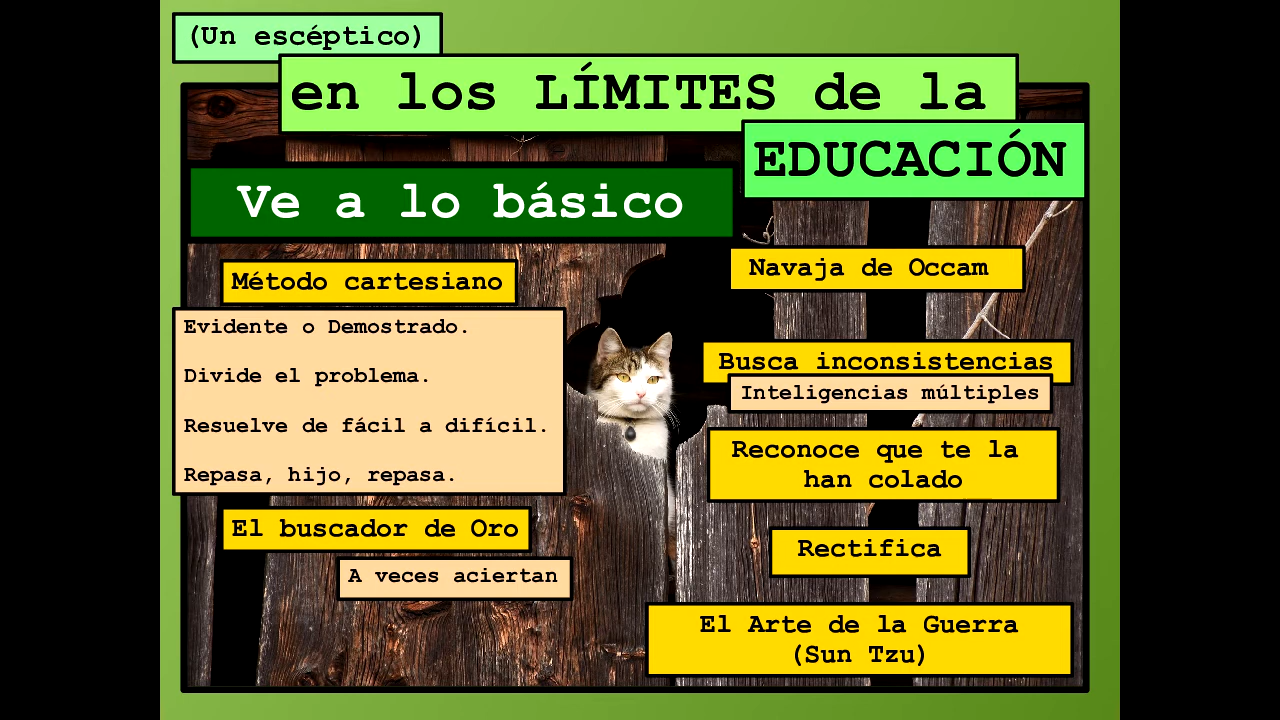 (Un escéptico)
en los LÍMITES de la
EDUCACIÓN
Ve a lo básico
Método cartesiano
Evidente o Demostrado.
Divide el problema.
Resuelve de fácil a difícil.
Repasa, hijo, repasa.
El buscador de Oro
A veces aciertan
Navaja de Occam
Busca inconsistencias
Inteligencias múltiples
Reconoce que te la
han colado
Rectifica
El Arte de la Guerra
(Sun Tzu)